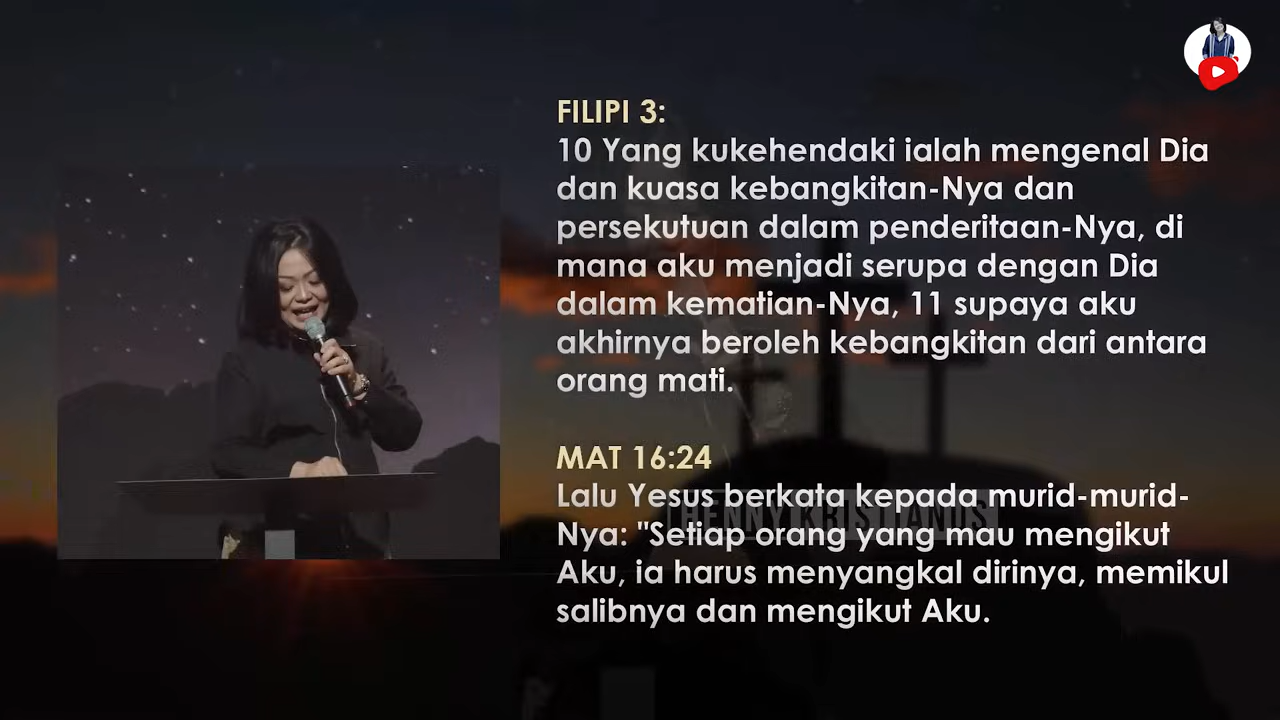 FILIPI 3:
10 Yang kukehendaki ialah mengenal Dia
dan kuasa kebangkitan-Nya dan
persekutuan dalam penderitaan-Nya, di
mana aku menjadi serupa dengan Dia
dalam kematian-Nya, 11 supaya aku
akhirnya beroleh kebangkitan dari antara
orang mati.
MAT 16:24
Lalu Yesus berkata kepada murid-murid-
HENNY KRISTIANUS
Nya: "Setiap orang yang mau mengikut
Aku, ia harus menyangkal dirinya, memikul
salibnya dan mengikut Aku.